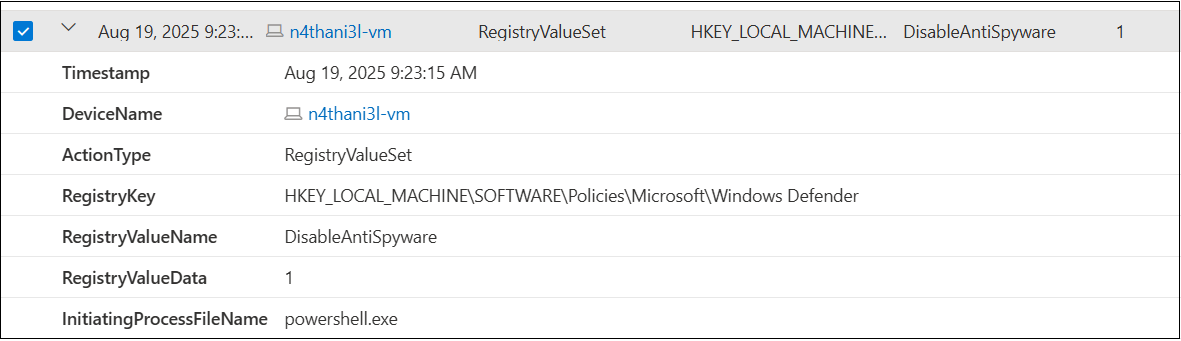 Aug 19, 2025 9:23:... n4thani3l-vm RegistryValueSet HKEY_LOCAL_MACHINE... DisableAntiSpyware 1
Timestamp Aug 19, 2025 9:23:15 AM
DeviceName n4thani3l-vm
ActionType RegistryValueSet
RegistryKey HKEY_LOCAL_MACHINE\SOFTWARE\Policies\Microsoft\Windows Defender
RegistryValueName DisableAntiSpyware
RegistryValueData 1
InitiatingProcessFileName powershell.exe